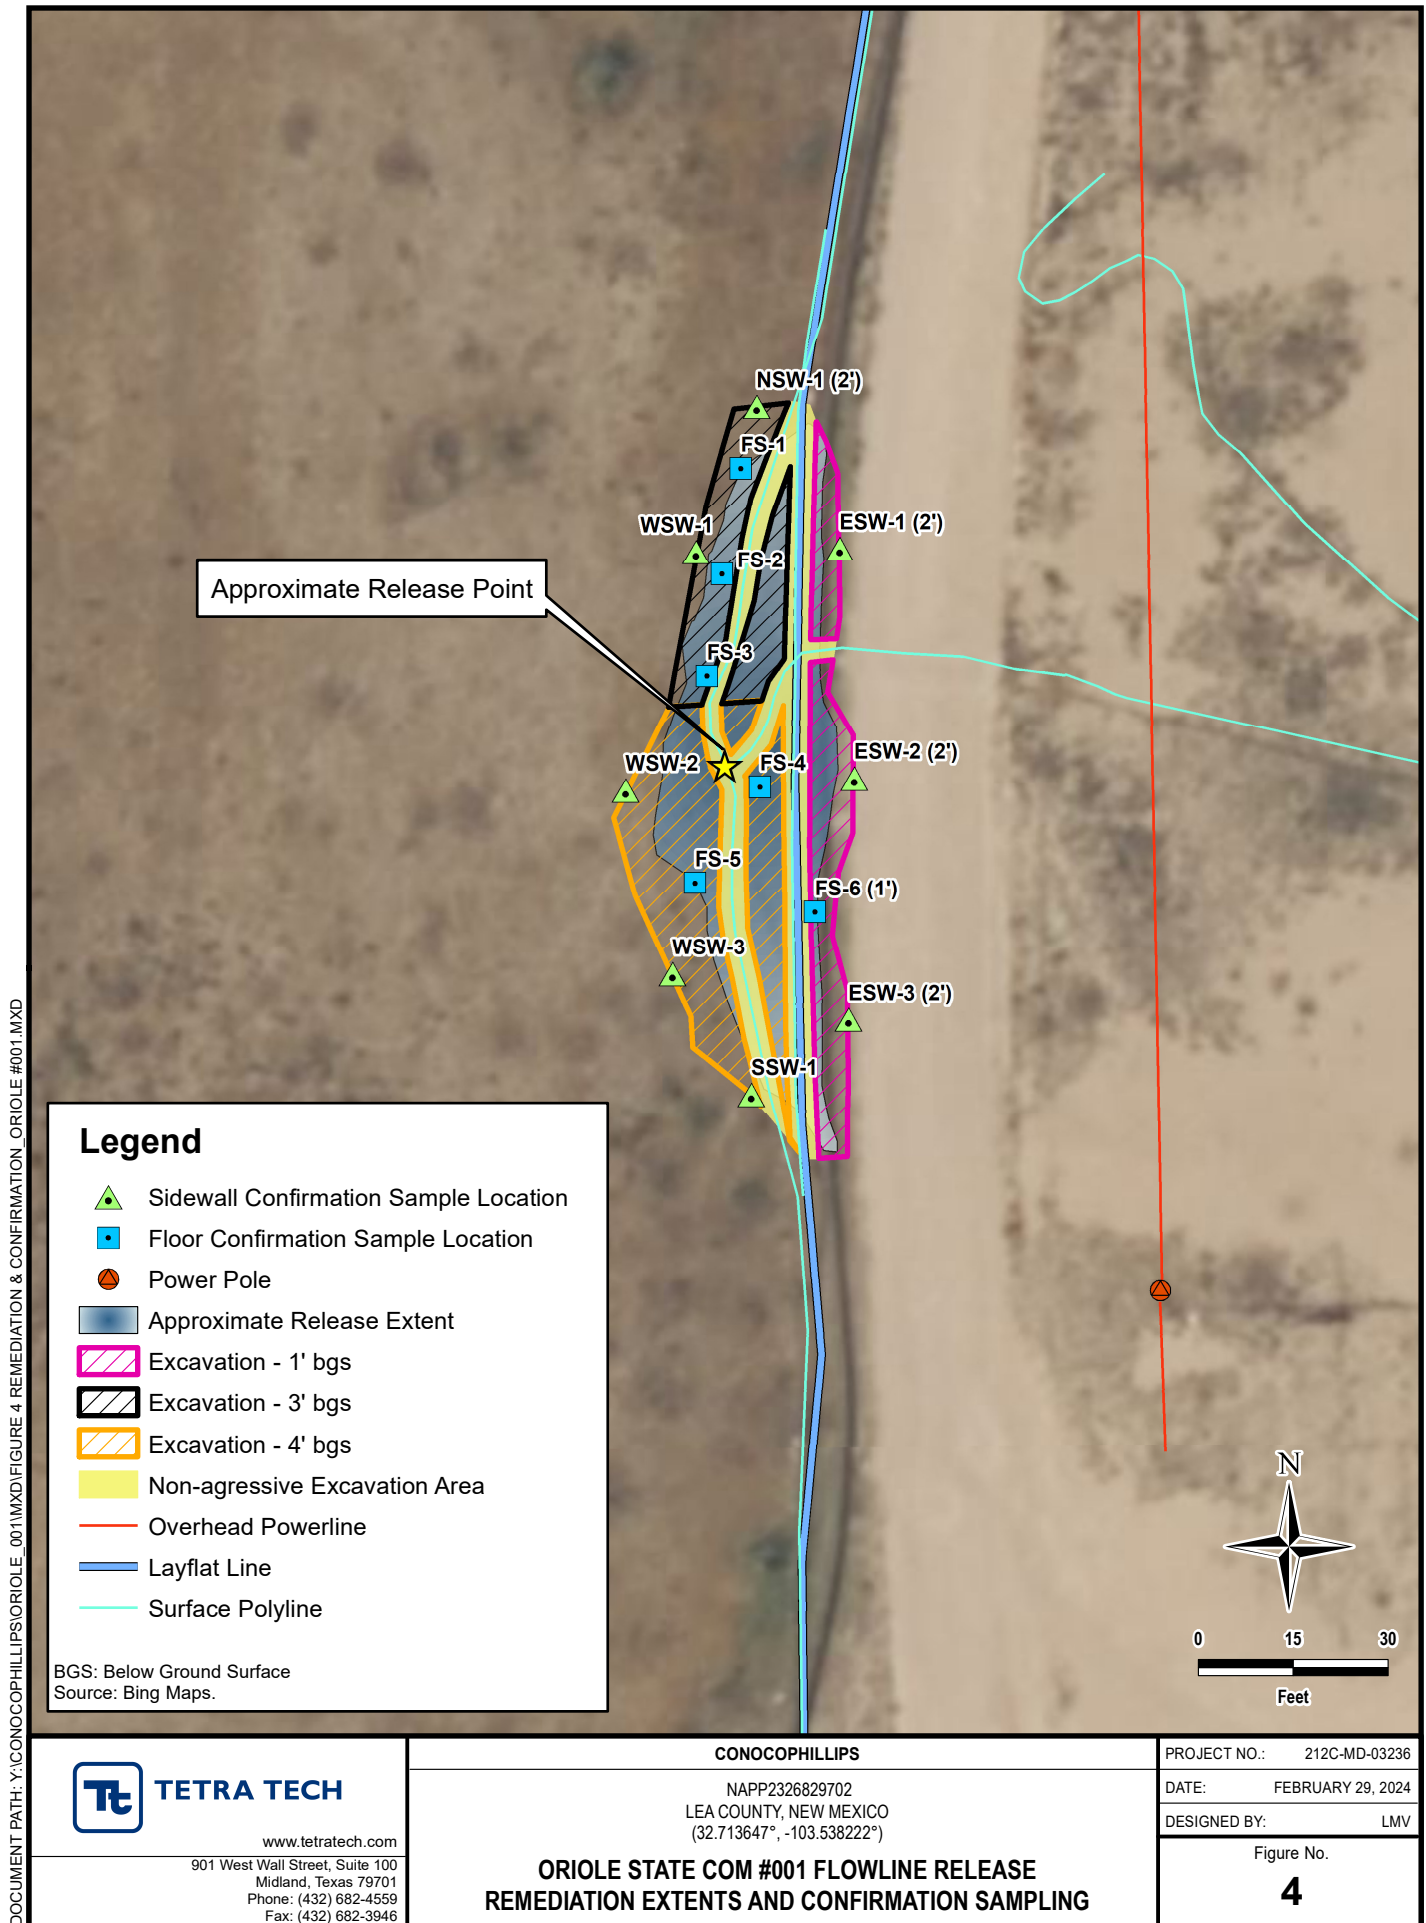 NSW-1 (2')
FS-1
WSW-1
ESW-1 (2')
FS-2
Approximate Release Point
FS-3
WSW-2
FS-4
ESW-2 (2')
FS-5
FS-6 (1')
WSW-3
ESW-3 (2')
SSW-1
Legend
Sidewall Confirmation Sample Location
Floor Confirmation Sample Location
Power Pole
Approximate Release Extent
Excavation - 1' bgs
Excavation - 3' bgs
Excavation - 4' bgs
Non-agressive Excavation Area
Overhead Powerline
Layflat Line
Surface Polyline
BGS: Below Ground Surface
Source: Bing Maps.
N
0 15 30
Feet
DOCUMENT PATH: Y:\CONOCOPHILLIPS\ORIOLE_001\MXD\FIGURE 4 REMEDIATION & CONFIRMATION_ORIOLE #001.MXD
Tt TETRA TECH
www.tetratech.com
901 West Wall Street, Suite 100
Midland, Texas 79701
Phone: (432) 682-4559
Fax: (432) 682-3946
CONOCOPHILLIPS
NAPP2326829702
LEA COUNTY, NEW MEXICO
(32.713647°, -103.538222°)
ORIOLE STATE COM #001 FLOWLINE RELEASE
REMEDIATION EXTENTS AND CONFIRMATION SAMPLING
PROJECT NO.: 212C-MD-03236
DATE: FEBRUARY 29, 2024
DESIGNED BY: LMV
Figure No.
4